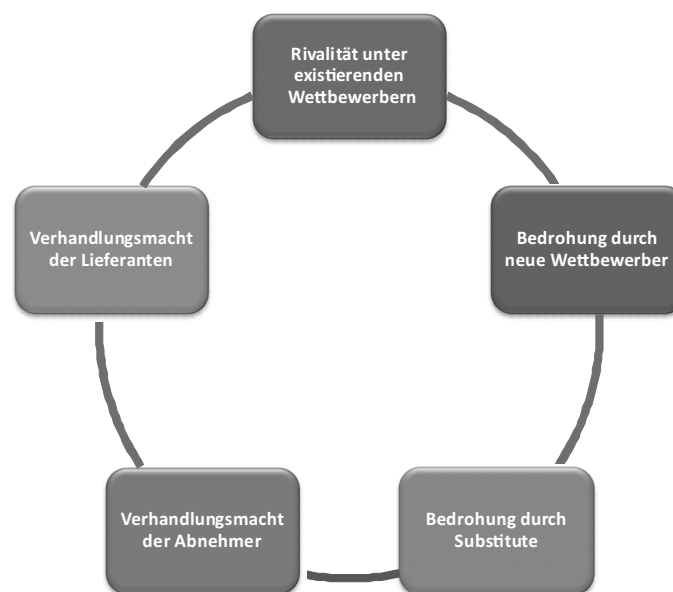 Rivalität unter
existierenden
Wettbewerbern
Bedrohung durch
neue Wettbewerber
Bedrohung durch
Substitute
Verhandlungsmacht
der Abnehmer
Verhandlungsmacht
der Lieferanten